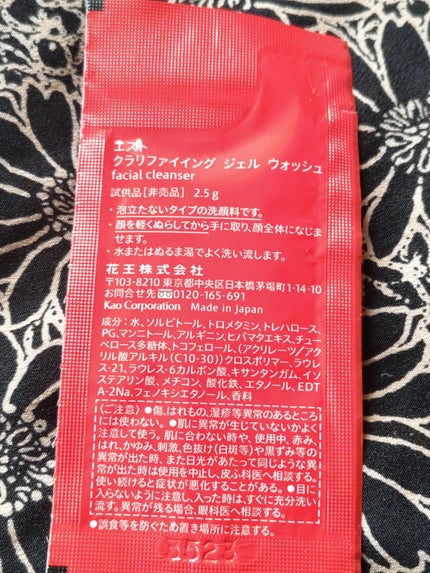 エスト
クラリファイイング ジェル ウォッシュ
facial cleanser
試供品［非売品］ 2.5g
・泡立たないタイプの洗顔料です。
・顔を軽くぬらしてから手に取り、顔全体になじま
せます。
・水またはぬるま湯でよく洗い流します。
花王株式会社
〒103-8210 東京都中央区日本橋茅場町1-14-10
お問合せ先 0120-165-691
Kao Corporation Made in Japan
成分：水、ソルビトール、トロメタミン、トレハロース、
PG、マンニトール、アルギニン、ヒバマタエキス、チュー
ベロース多糖体、トコフェロール、（アクリレーツ／アク
リル酸アルキル（C10-30））クロスポリマー、ラウレ
ス-21、ラウレス-6カルボン酸、キサンタンガム、イソ
ステアリン酸、メチコン、酸化鉄、エタノール、EDT
A-2Na、フェノキシエタノール、香料
〈ご注意〉●傷、はれもの、湿疹等異常のあるところ
には使わない。●肌に異常が生じていないかよく
注意して使う。肌に合わない時や、使用中、赤み、
はれ、かゆみ、刺激、色抜け(白斑等)や黒ずみ等の
異常が出た時、また日光があたって同じような異
常が出た時は使用を中止し、皮ふ科医へ相談する。
使い続けると症状が悪化することがある。●目に
入らないように注意し、入った時は、すぐに充分洗い
流す。異常が残る場合、眼科医へ相談する。
●誤食等を防ぐため置き場所に注意する。